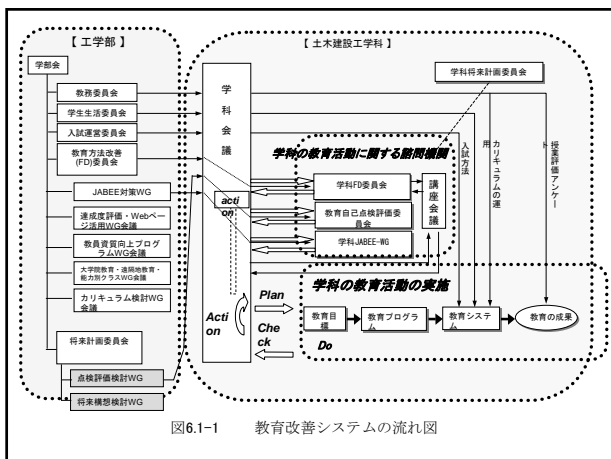 【 工学部 】
学部会
教務委員会
学生生活委員会
入試運営委員会
教育方法改善
(FD)委員会
JABEE対策WG
達成度評価・Webペー
ジ活用WG会議
教員資質向上プログ
ラムWG会議
大学院教育・遠隔地教育・
能力別クラスWG会議
カリキュラム検討WG
会議
将来計画委員会
点検評価検討WG
将来構想検討WG
【 土木建設工学科 】
学科会議
acti
on
Acti
on
学科将来計画委員会
学科の教育活動に関する諮問機関
学科FD委員会
教育自己点検評価委
員会
学科JABEE-WG
講座会議
入試方法
カリキュラムの運
用
授業評価アンケー
ト
Plan
Che
ck
学科の教育活動の実施
教育目
標
教育プログラ
ム
教育システ
ム
教育の成果
Do
図6.1-1 教育改善システムの流れ図